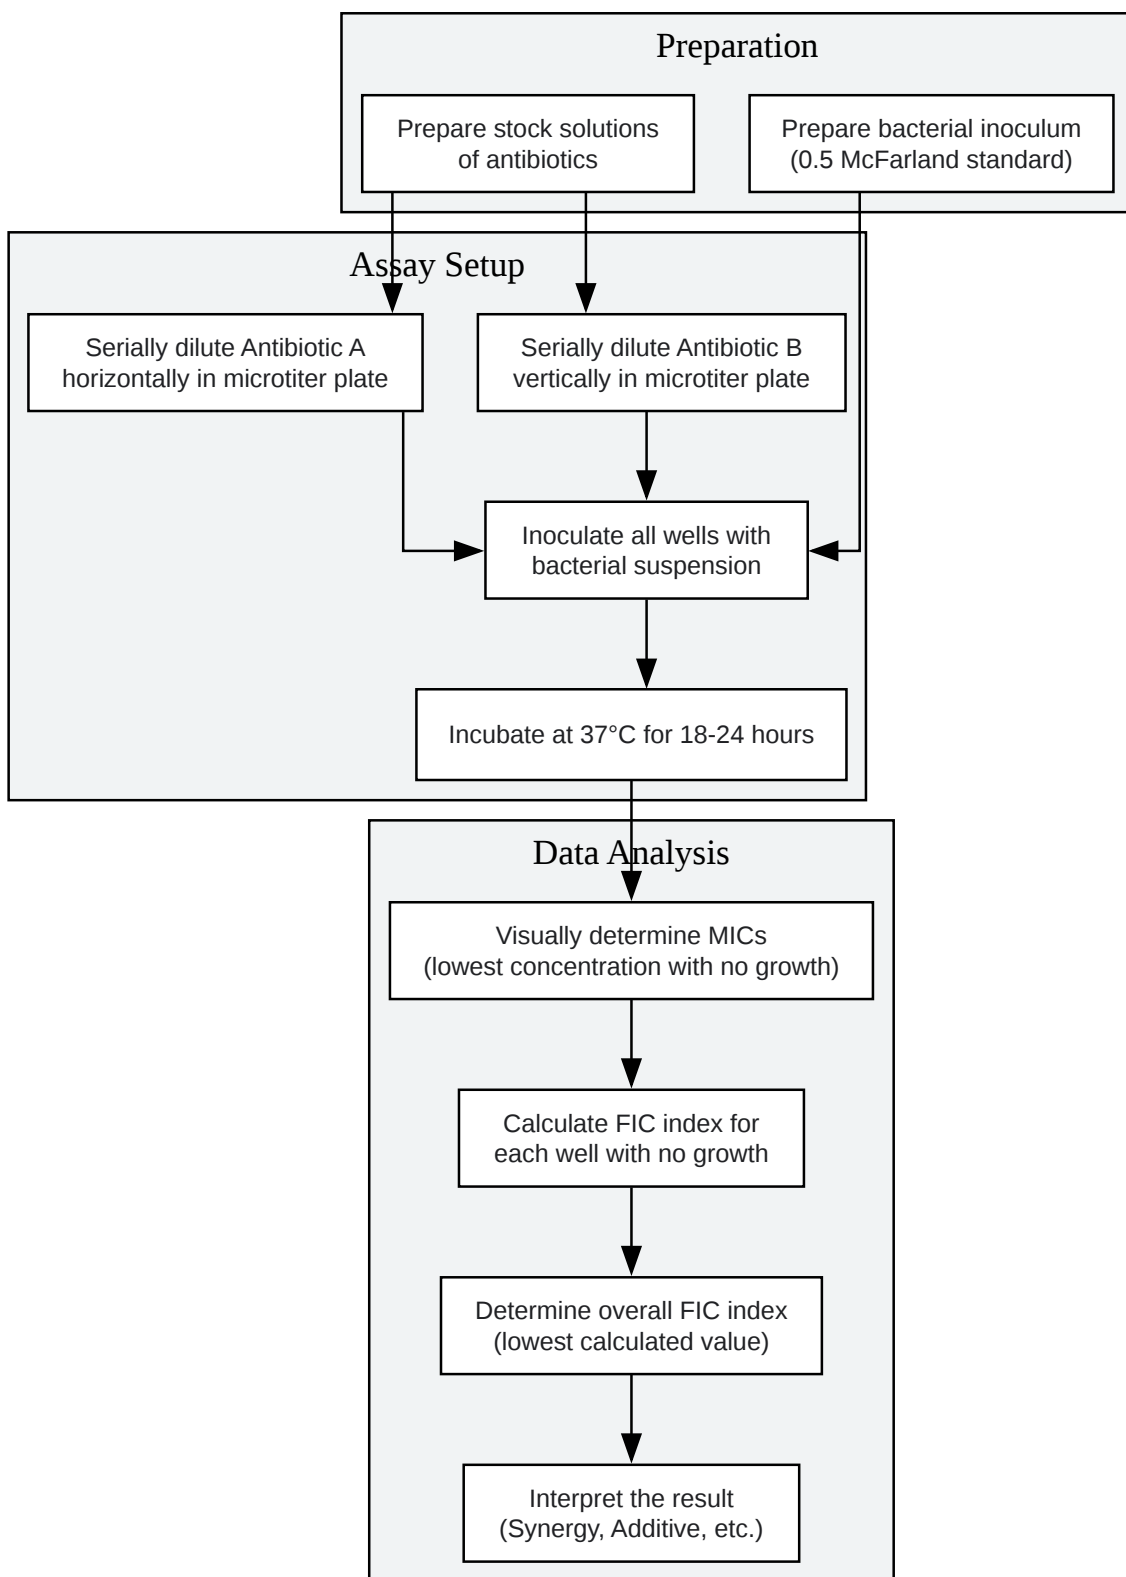 Preparation
Prepare stock solutions
of antibiotics
Prepare bacterial inoculum
(0.5 McFarland standard)
Assay Setup
Serially dilute Antibiotic A
horizontally in microtiter plate
Serially dilute Antibiotic B
vertically in microtiter plate
Inoculate all wells with
bacterial suspension
Incubate at 37°C for 18-24 hours
Data Analysis
Visually determine MICs
(lowest concentration with no growth)
Calculate FIC index for
each well with no growth
Determine overall FIC index
(lowest calculated value)
Interpret the result
(Synergy, Additive, etc.)